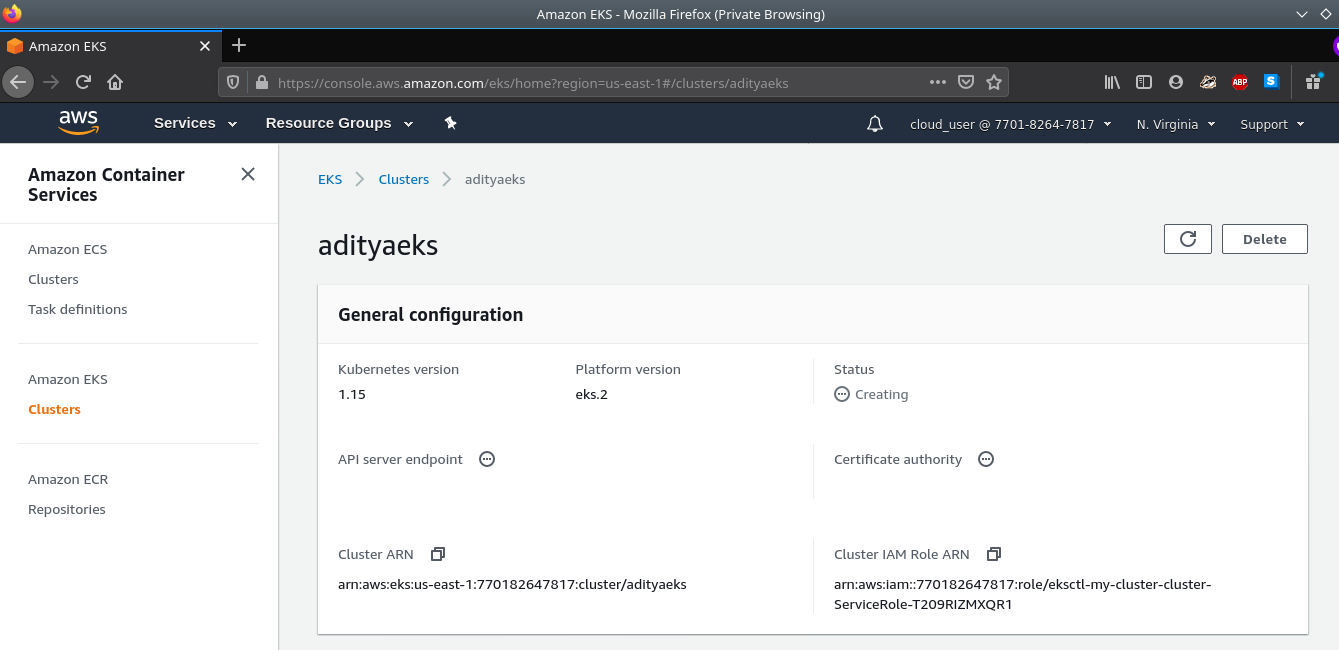 Amazon EKS - Mozilla Firefox (Private Browsing)
Amazon EKS
https://console.aws.amazon.com/eks/home?region=us-east-1#/clusters/adityaeks
ABP
S
aws
Services
Resource Groups
cloud_user @ 7701-8264-7817
N. Virginia
Support
Amazon Container
Services
Amazon ECS
Clusters
Task definitions
Amazon EKS
Clusters
Amazon ECR
Repositories
EKS
Clusters
adityaeks
adityaeks
Delete
General configuration
Kubernetes version
1.15
Platform version
eks.2
Status
Creating
API server endpoint
Certificate authority
Cluster ARN
arn:aws:eks:us-east-1:770182647817:cluster/adityaeks
Cluster IAM Role ARN
arn:aws:iam::770182647817:role/eksctl-my-cluster-cluster-
ServiceRole-T209RIZMXQR1